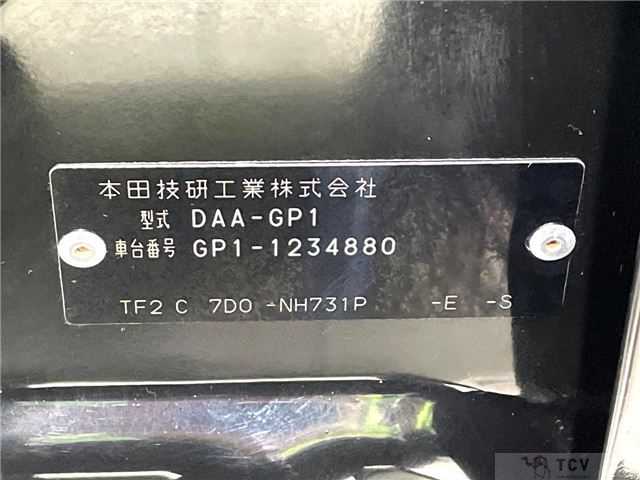 本田技研工業株式会社
型式 DAA-GP1
車台番号 GP1-1234880
TF2 C 7D0 -NH731P -E -S
TCV